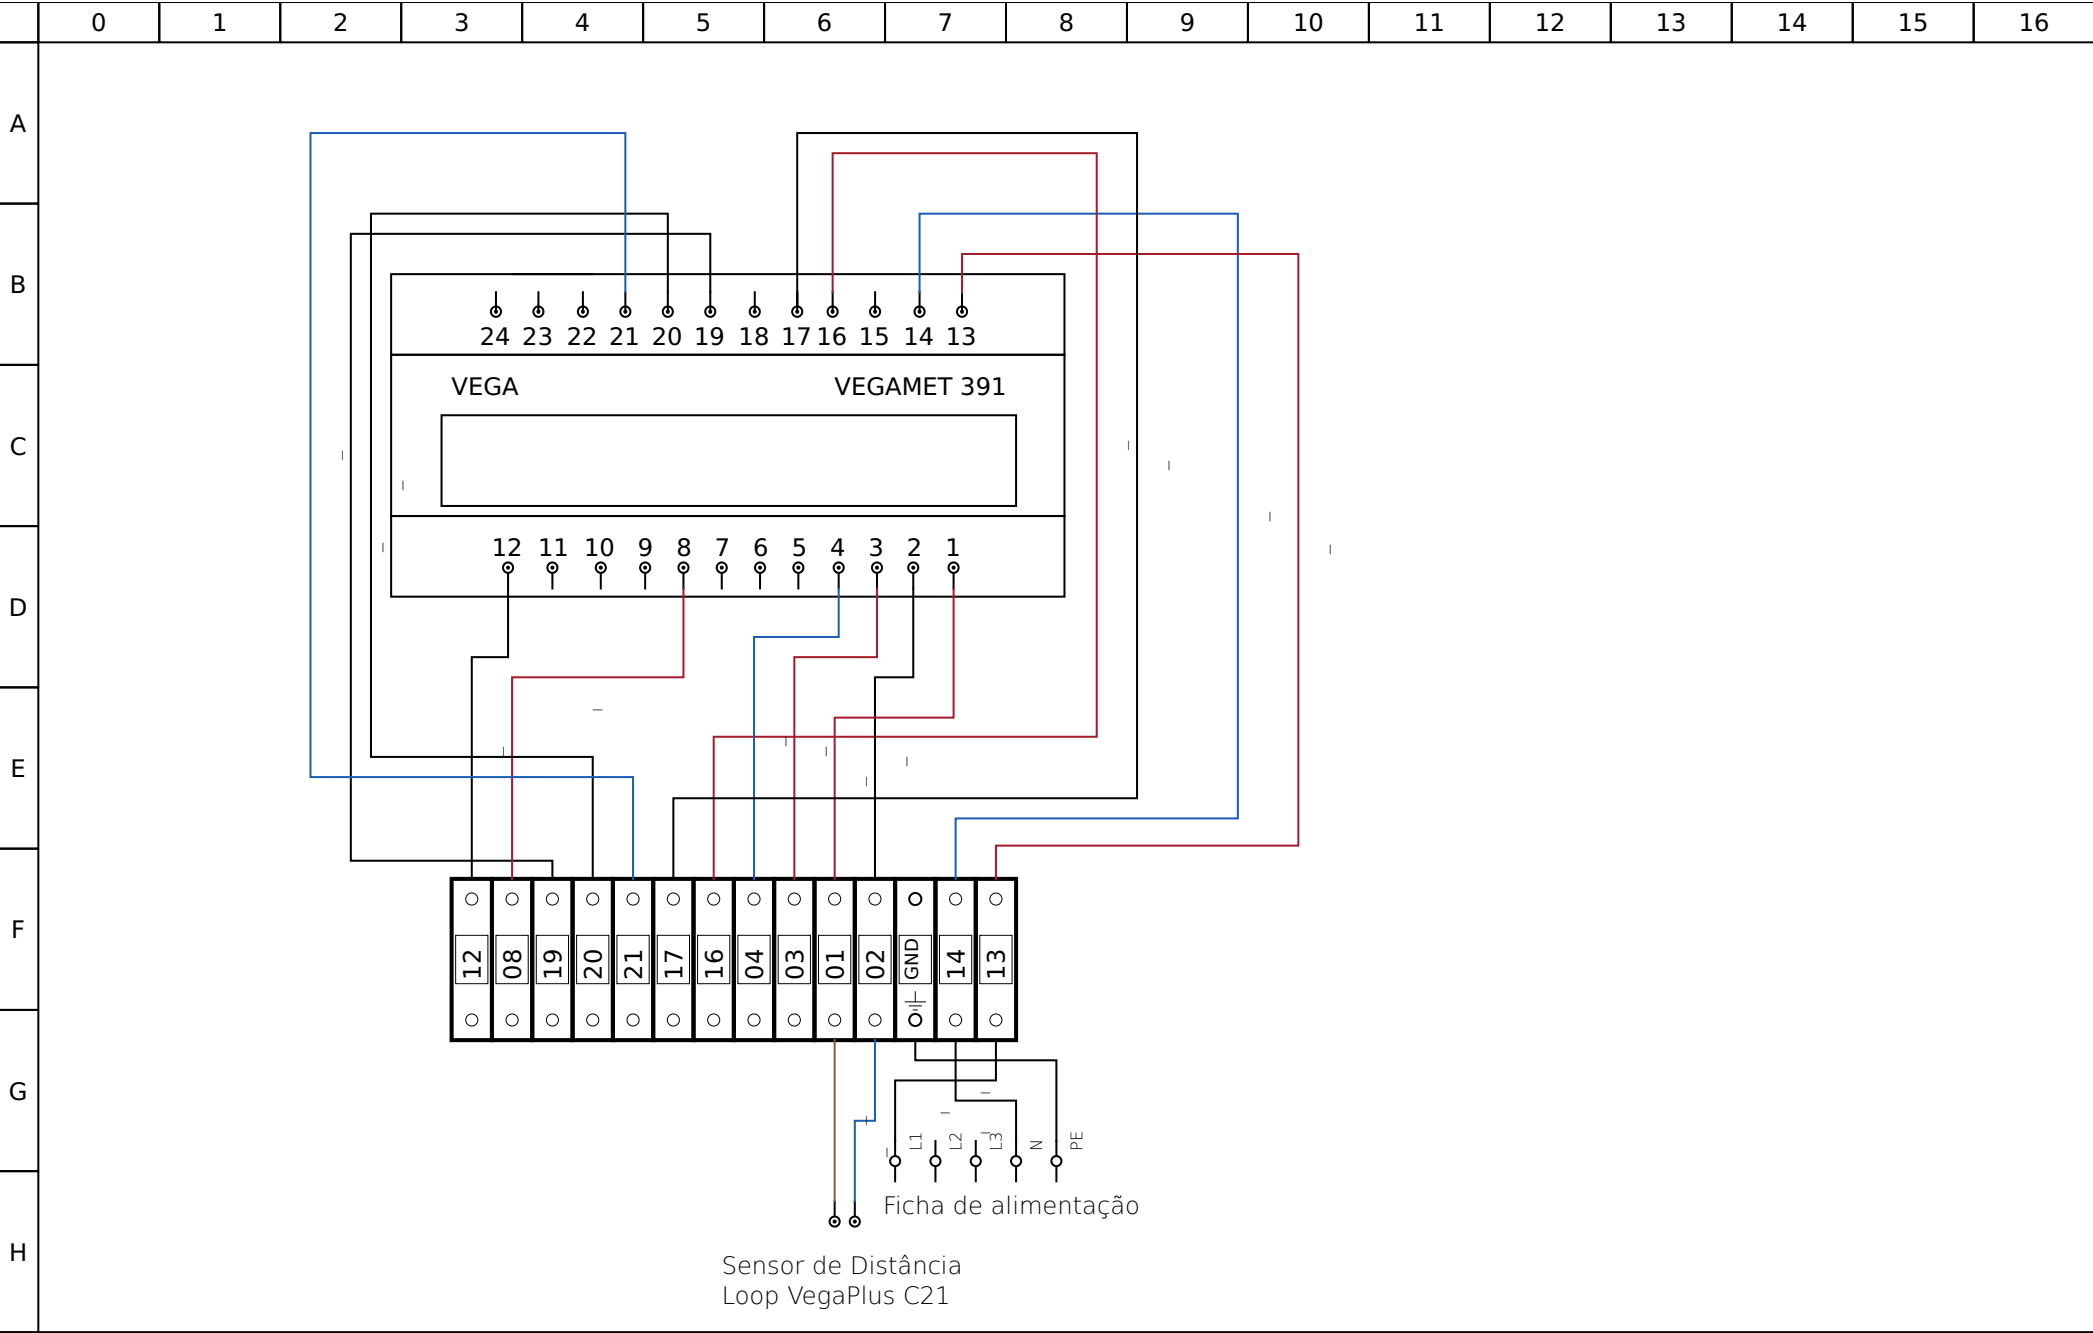 0 1 2 3 4 5 6 7 8 9 10 11 12 13 14 15 16
A
B
24 23 22 21 20 19 18 17 16 15 14 13
VEGA VEGAMET 391
C
12 11 10 9 8 7 6 5 4 3 2 1
D
E
F
12 08 19 20 21 17 16 04 03 01 02 GND 14 13
G
L1 L2 L3 N PE
Ficha de alimentação
H
Sensor de Distância
Loop VegaPlus C21